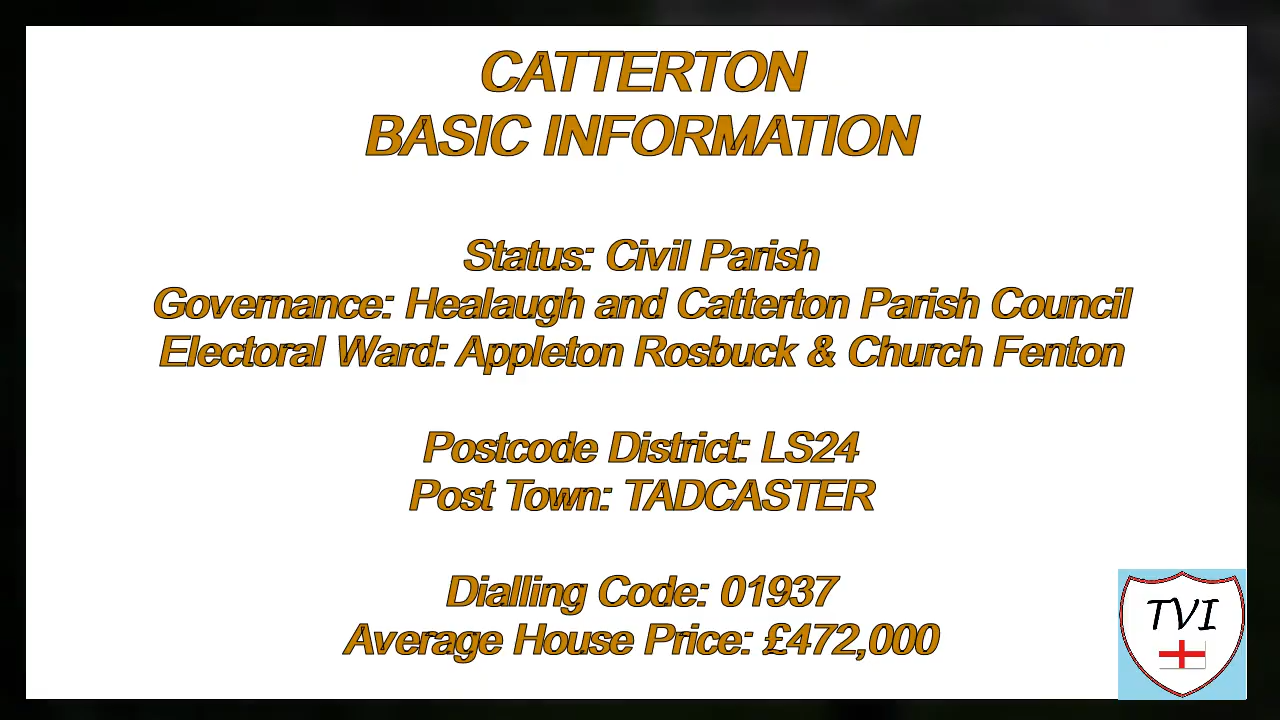 CATTERTON
BASIC INFORMATION
Status: Civil Parish
Governance: Healaugh and Catterton Parish Council
Electoral Ward: Appleton Rosbuck & Church Fenton
Postcode District: LS24
Post Town: TADCASTER
Dialling Code: 01937
Average House Price: £472,000
TVI